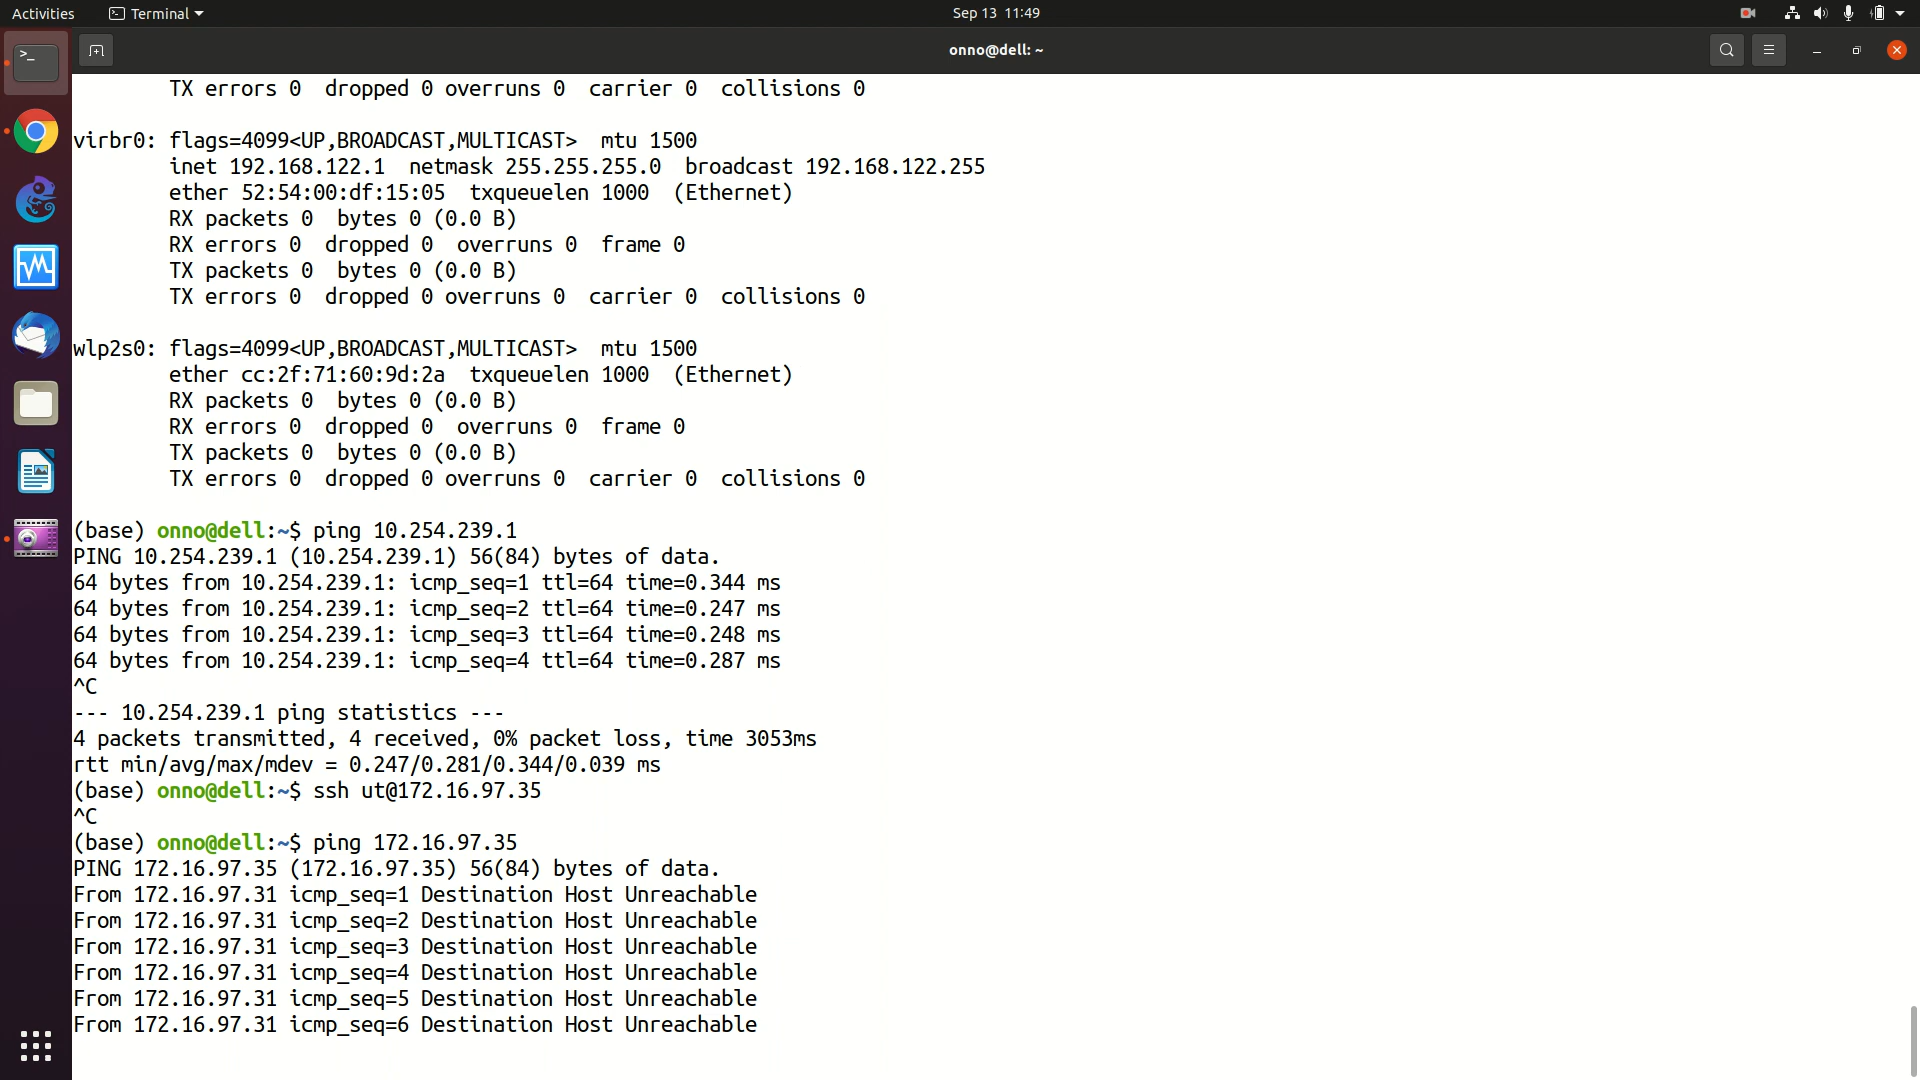 Activities
Terminal
Sep 13 11:49
onno@dell: ~
TX errors 0  dropped 0 overruns 0  carrier 0  collisions 0
virbr0: flags=4099<UP,BROADCAST,MULTICAST>  mtu 1500
inet 192.168.122.1  netmask 255.255.255.0  broadcast 192.168.122.255
ether 52:54:00:df:15:05  txqueuelen 1000  (Ethernet)
RX packets 0  bytes 0 (0.0 B)
RX errors 0  dropped 0  overruns 0  frame 0
TX packets 0  bytes 0 (0.0 B)
TX errors 0  dropped 0 overruns 0  carrier 0  collisions 0
wlp2s0: flags=4099<UP,BROADCAST,MULTICAST>  mtu 1500
ether cc:2f:71:60:9d:2a  txqueuelen 1000  (Ethernet)
RX packets 0  bytes 0 (0.0 B)
RX errors 0  dropped 0  overruns 0  frame 0
TX packets 0  bytes 0 (0.0 B)
TX errors 0  dropped 0 overruns 0  carrier 0  collisions 0
(base) onno@dell:~$ ping 10.254.239.1
PING 10.254.239.1 (10.254.239.1) 56(84) bytes of data.
64 bytes from 10.254.239.1: icmp_seq=1 ttl=64 time=0.344 ms
64 bytes from 10.254.239.1: icmp_seq=2 ttl=64 time=0.247 ms
64 bytes from 10.254.239.1: icmp_seq=3 ttl=64 time=0.248 ms
64 bytes from 10.254.239.1: icmp_seq=4 ttl=64 time=0.287 ms
^C
--- 10.254.239.1 ping statistics ---
4 packets transmitted, 4 received, 0% packet loss, time 3053ms
rtt min/avg/max/mdev = 0.247/0.281/0.344/0.039 ms
(base) onno@dell:~$ ssh ut@172.16.97.35
^C
(base) onno@dell:~$ ping 172.16.97.35
PING 172.16.97.35 (172.16.97.35) 56(84) bytes of data.
From 172.16.97.31 icmp_seq=1 Destination Host Unreachable
From 172.16.97.31 icmp_seq=2 Destination Host Unreachable
From 172.16.97.31 icmp_seq=3 Destination Host Unreachable
From 172.16.97.31 icmp_seq=4 Destination Host Unreachable
From 172.16.97.31 icmp_seq=5 Destination Host Unreachable
From 172.16.97.31 icmp_seq=6 Destination Host Unreachable